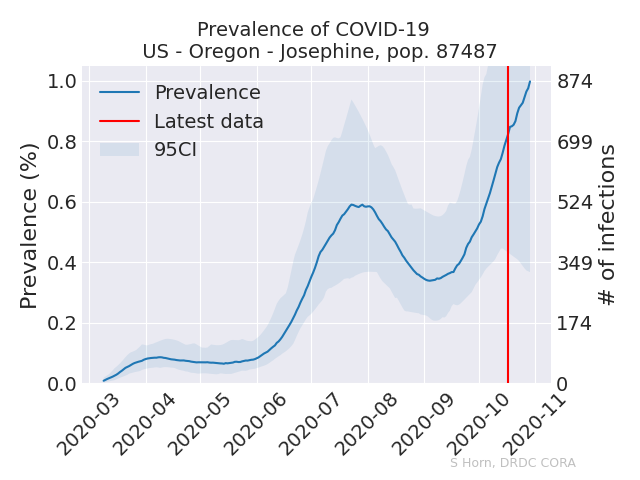 Prevalence of COVID-19
US - Oregon - Josephine, pop. 87487
Prevalence
Latest data
95CI
Prevalence (%)
1.0
0.8
0.6
0.4
0.2
0.0
874
699
524
349
174
0
# of infections
2020-03
2020-04
2020-05
2020-06
2020-07
2020-08
2020-09
2020-10
2020-11
S Horn, DRDC CORA